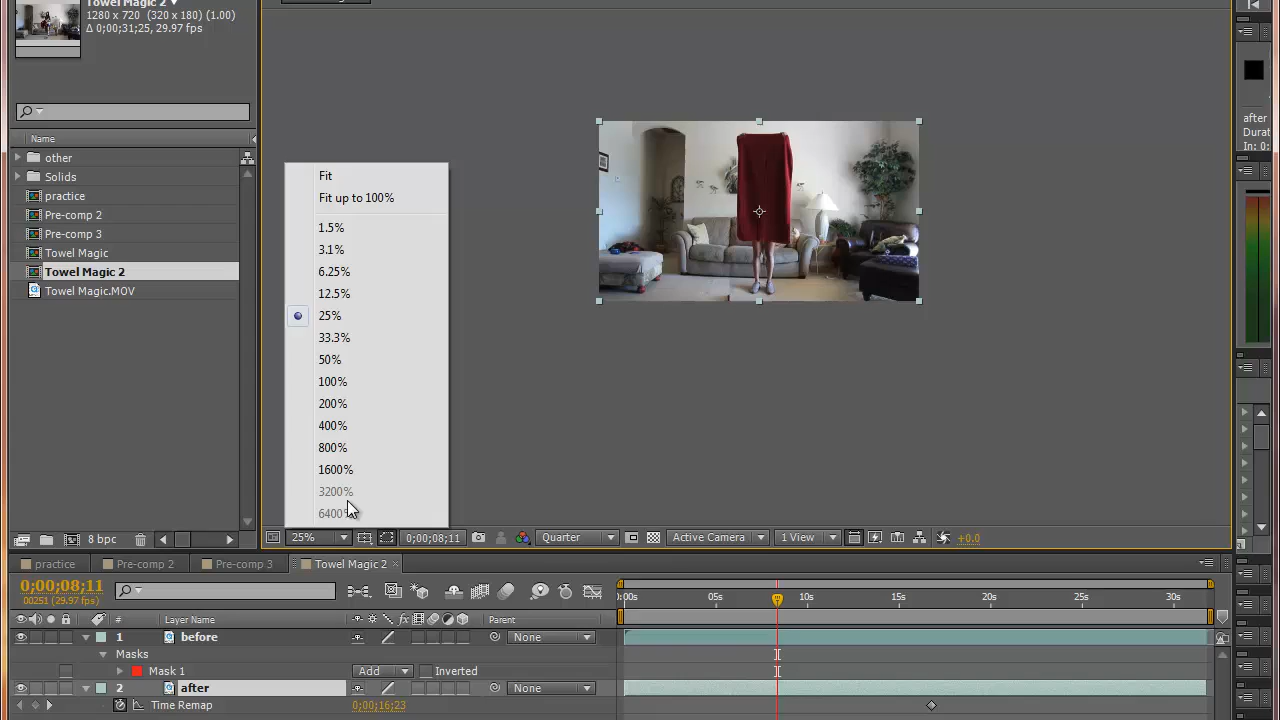 Towel Magic 2
1280 x 720 (320 x 180) (1.00)
Δ 0;00;31;25, 29.97 fps
Name
other
Solids
practice
Pre-comp 2
Pre-comp 3
Towel Magic
Towel Magic 2
Towel Magic.MOV
8 bpc
Fit
Fit up to 100%
1.5%
3.1%
6.25%
12.5%
25%
33.3%
50%
100%
200%
400%
800%
1600%
3200%
25%
0;00;08;11
Quarter
Active Camera
1 View
+0.0
after
Durat
In: 0:
practice
Pre-comp 2
Pre-comp 3
Towel Magic 2
0;00;08;11
00251 (29.97 fps)
#
Layer Name
Parent
1
before
None
Masks
Mask 1
Add
Inverted
2
after
None
Time Remap
0;00;16;23
):00s
05s
10s
15s
20s
25s
30s